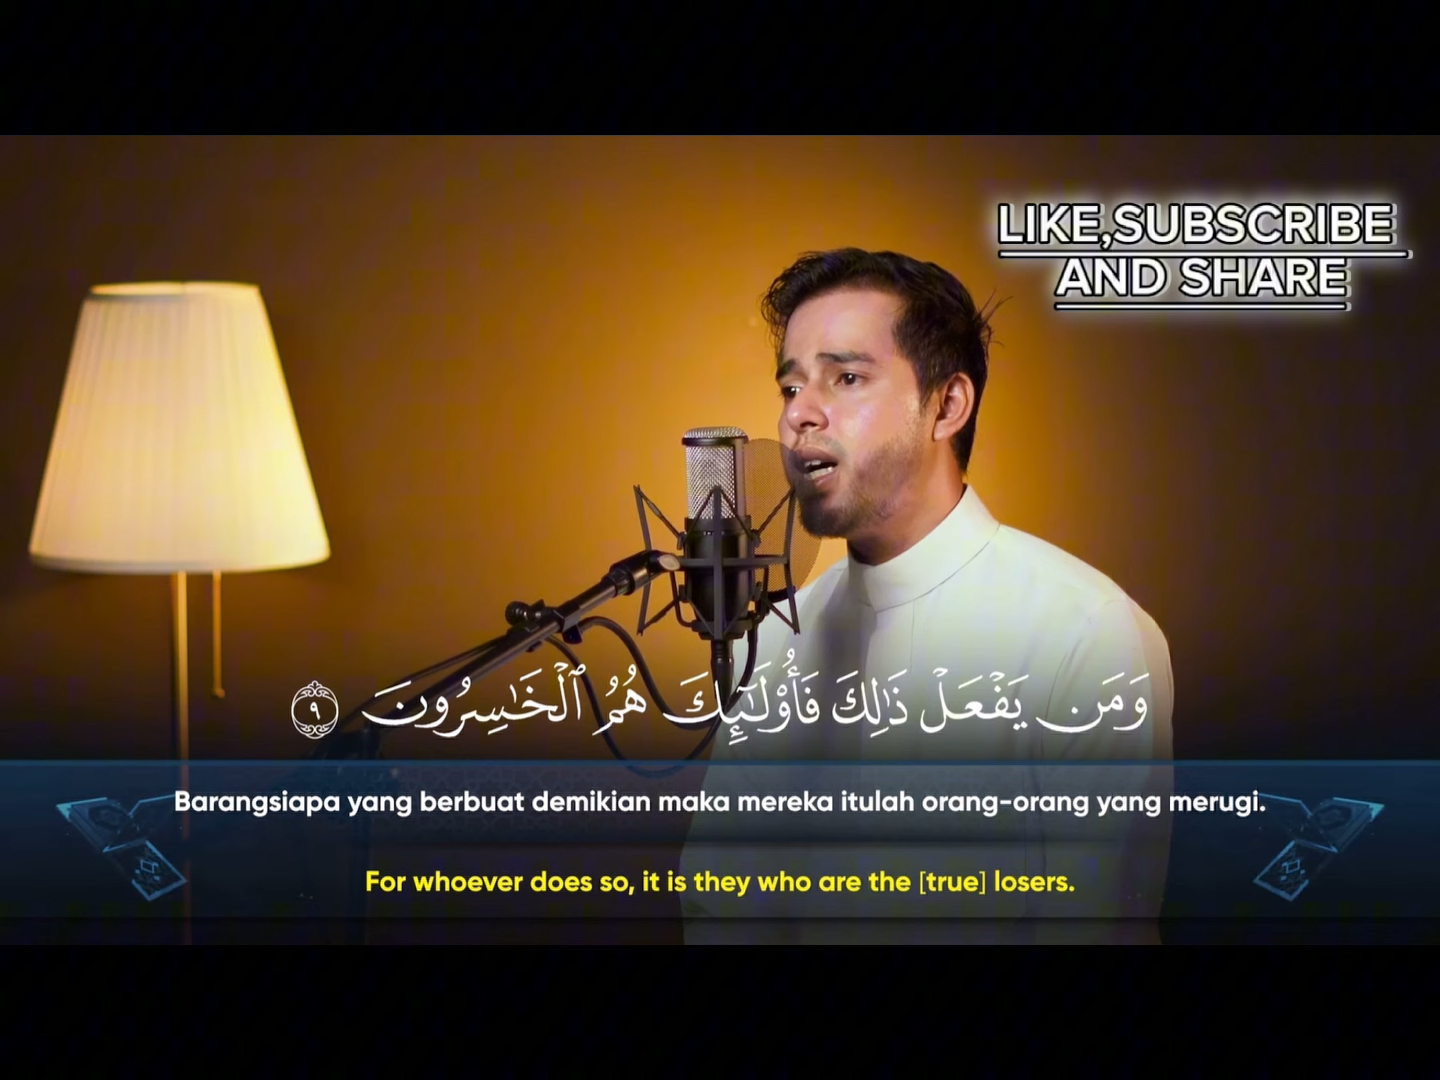 LIKE,SUBSCRIBE
AND SHARE
وَمَن يَفْعَلْ ذَٰلِكَ فَأُوْلَـٰٓئِكَ هُمُ ٱلْخَـٰسِرُونَ ٩
Barangsiapa yang berbuat demikian maka mereka itulah orang-orang yang merugi.
For whoever does so, it is they who are the [true] losers.